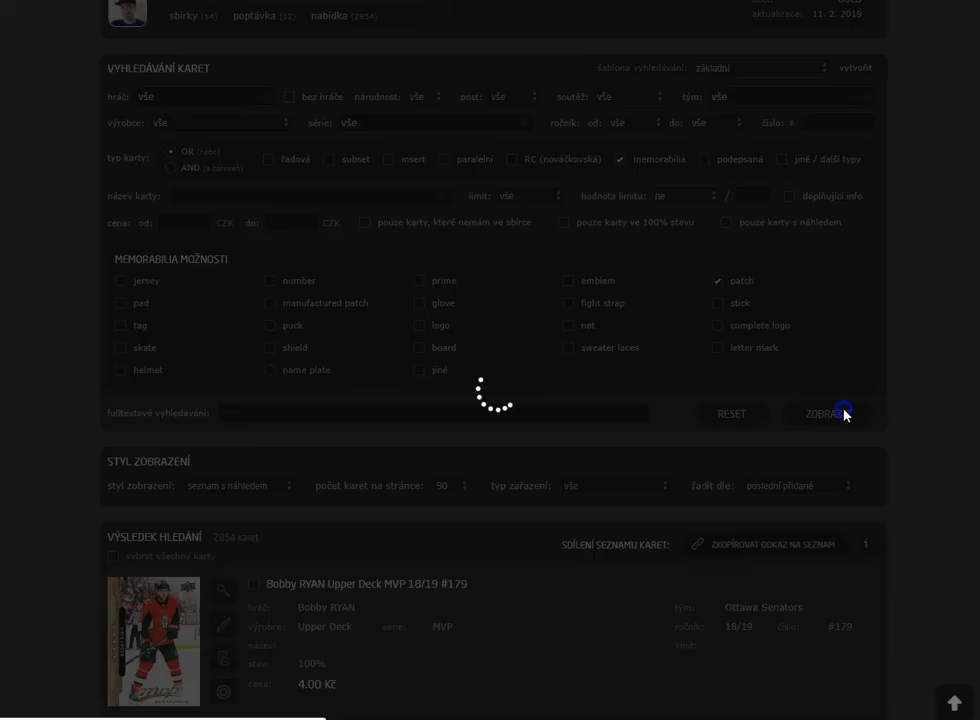 sbírky (14) poptávka (12) nabídka (2854)
aktualizace: 11. 2. 2019
VYHLEDÁVÁNÍ KARET
šablona vyhledávání: základní vytvořit
hráč: vše bez hráče národnost: vše post: vše soutěž: vše tým: vše
výrobce: vše série: vše ročník: od: vše do: vše číslo: #
typ karty: OR (nebo) AND (a zároveň) řadová subset insert paralelní RC (nováčkovská) memorabilia podepsaná jiné / další typy
název karty: limit: vše hodnota limitu: ne / doplňující info
cena: od: CZK do: CZK pouze karty, které nemám ve sbírce pouze karty ve 100% stavu pouze karty s náhledem
MEMORABILIA MOŽNOSTI
jersey number prime emblem patch
pad manufactured patch glove fight strap stick
tag puck logo net complete logo
skate shield board sweater laces letter mark
helmet name plate jiné
fulltextové vyhledávání: RESET
STYL ZOBRAZENÍ
styl zobrazení: seznam s náhledem počet karet na stránce: 90 typ zařazení: vše řadit dle: poslední přidané
VÝSLEDEK HLEDÁNÍ 2854 karet SDÍLENÍ SEZNAMU KARET: ZKOPÍROVAT ODKAZ NA SEZNAM i
vybrat všechny karty
Bobby RYAN Upper Deck MVP 18/19 #179
hráč: Bobby RYAN tým: Ottawa Senators
výrobce: Upper Deck série: MVP ročník: 18/19 číslo: #179
název: limit:
stav: 100%
cena: 4.00 Kč